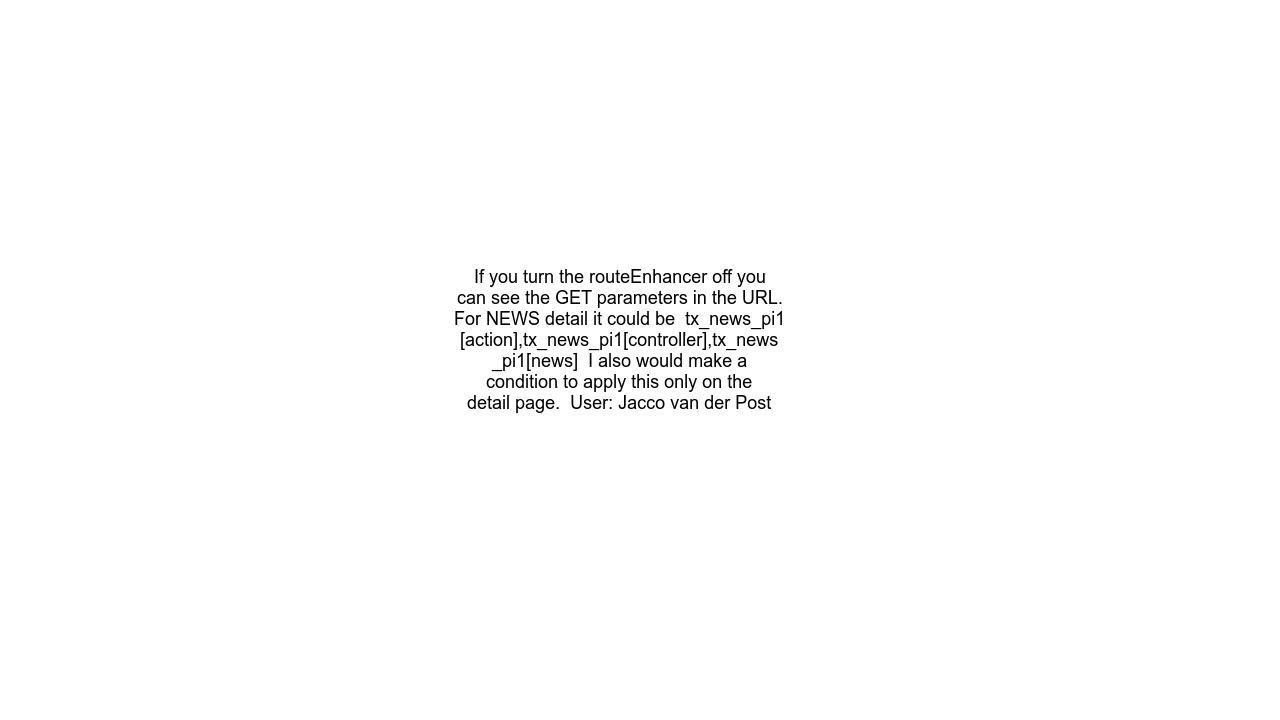 If you turn the routeEnhancer off you
can see the GET parameters in the URL.
For NEWS detail it could be  tx_news_pi1
[action],tx_news_pi1[controller],tx_news
_pi1[news]  I also would make a
condition to apply this only on the
detail page.  User: Jacco van der Post